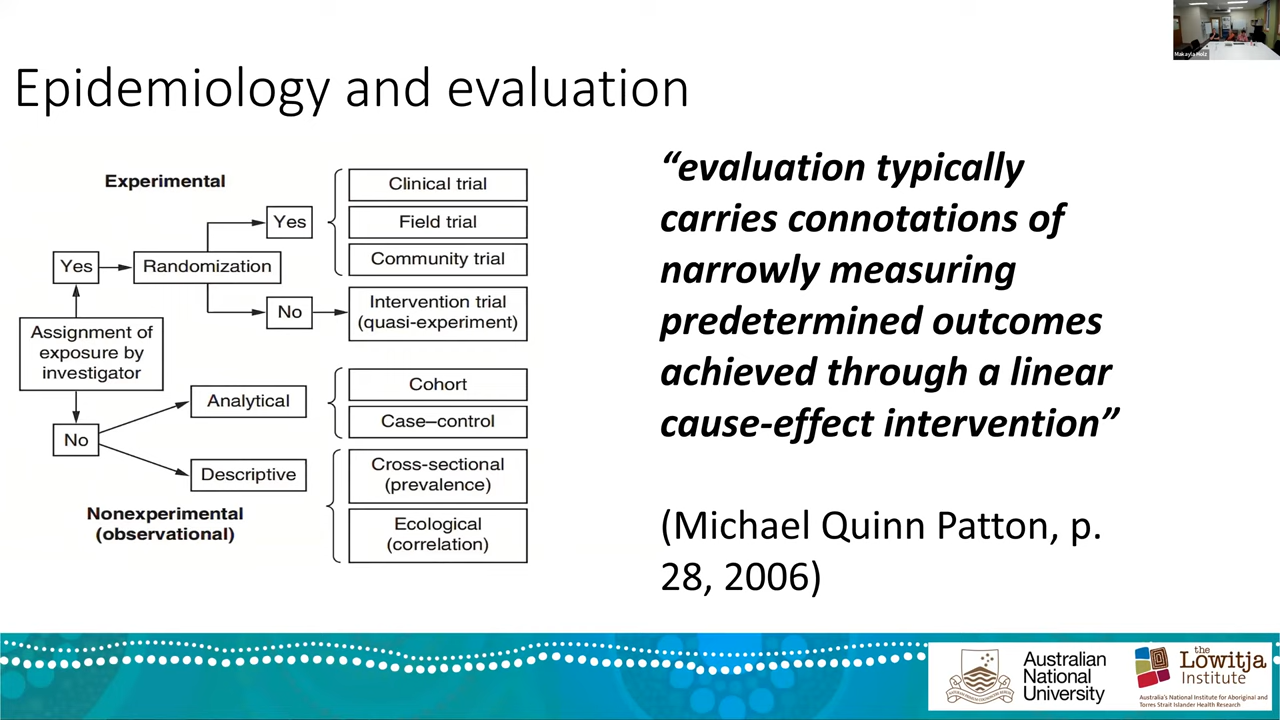 Makayla Holz
Epidemiology and evaluation
Experimental
Clinical trial
Field trial
Community trial
Yes
Yes
Randomization
No
Intervention trial
(quasi-experiment)
Assignment of
exposure by
investigator
Analytical
Cohort
Case–control
No
Descriptive
Cross-sectional
(prevalence)
Nonexperimental
(observational)
Ecological
(correlation)
“evaluation typically
carries connotations of
narrowly measuring
predetermined outcomes
achieved through a linear
cause-effect intervention”
(Michael Quinn Patton, p.
28, 2006)
Australian
National
University
the
Lowitja
Institute
Australia's National Institute for Aboriginal and
Torres Strait Islander Health Research